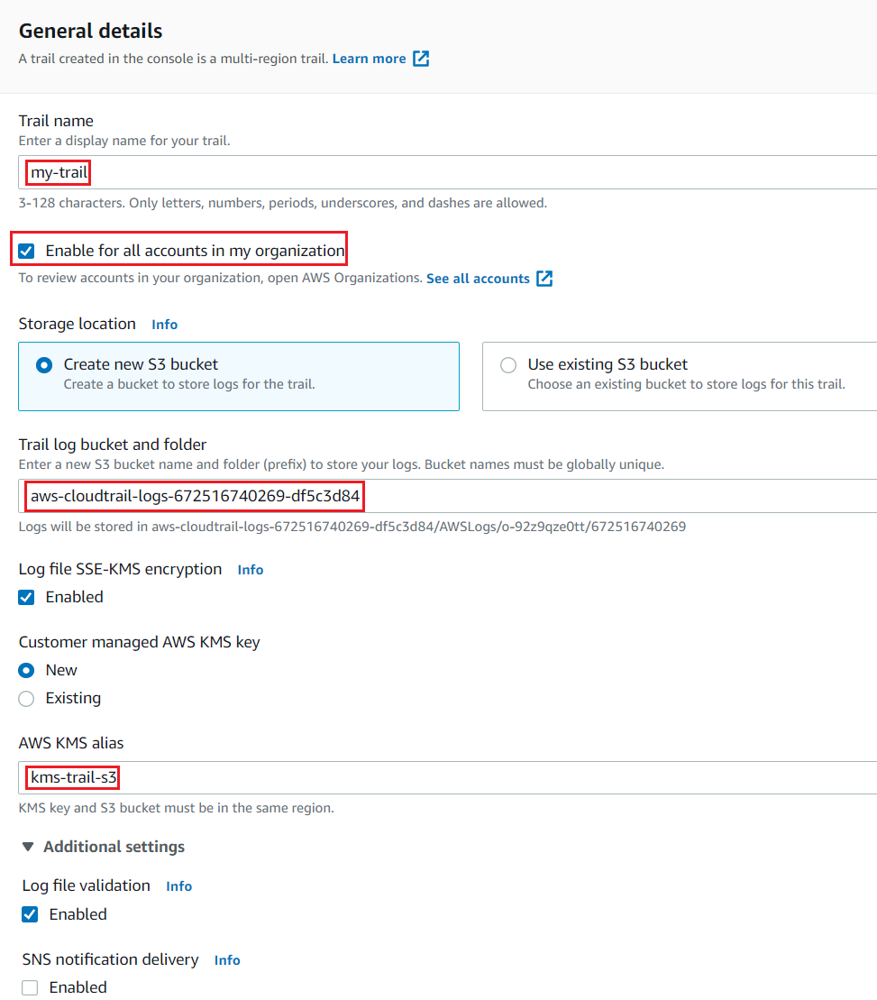 General details
A trail created in the console is a multi-region trail. Learn more
Trail name
Enter a display name for your trail.
my-trail
3-128 characters. Only letters, numbers, periods, underscores, and dashes are allowed.
Enable for all accounts in my organization
To review accounts in your organization, open AWS Organizations. See all accounts
Storage location Info
Create new S3 bucket
Create a bucket to store logs for the trail.
Use existing S3 bucket
Choose an existing bucket to store logs for this trail.
Trail log bucket and folder
Enter a new S3 bucket name and folder (prefix) to store your logs. Bucket names must be globally unique.
aws-cloudtrail-logs-672516740269-df5c3d84
Logs will be stored in aws-cloudtrail-logs-672516740269-df5c3d84/AWSLogs/o-92z9qze0tt/672516740269
Log file SSE-KMS encryption Info
Enabled
Customer managed AWS KMS key
New
Existing
AWS KMS alias
kms-trail-s3
KMS key and S3 bucket must be in the same region.
Additional settings
Log file validation Info
Enabled
SNS notification delivery Info
Enabled